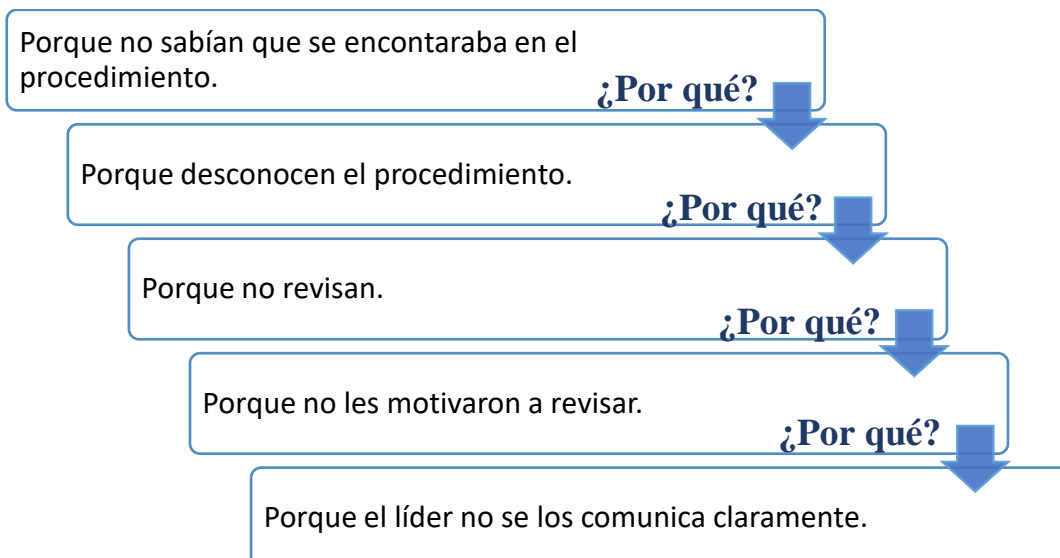 Porque no sabían que se encontaraba en el
procedimiento.
¿Por qué?
Porque desconocen el procedimiento.
¿Por qué?
Porque no revisan.
¿Por qué?
Porque no les motivaron a revisar.
¿Por qué?
Porque el líder no se los comunica claramente.